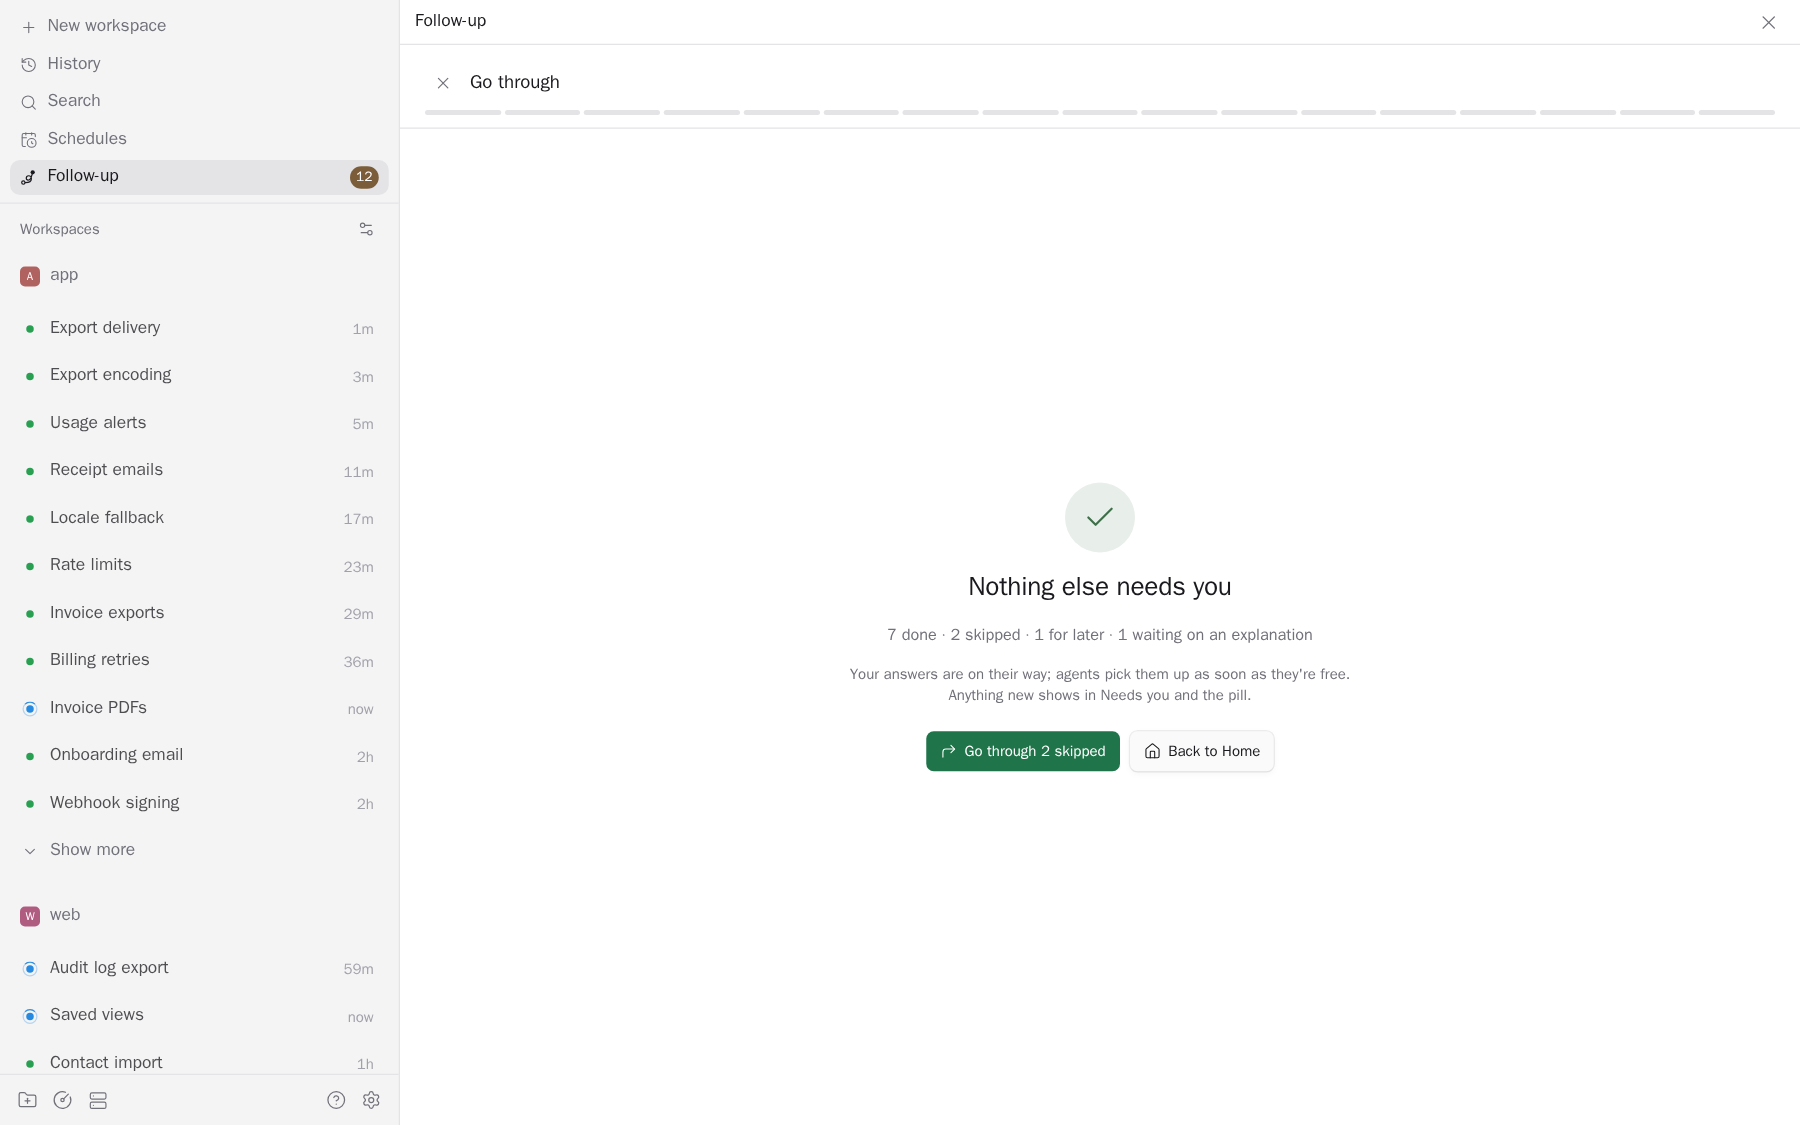 New workspace
History
Search
Schedules
Follow-up
12
Workspaces
A
app
Export delivery
1m
Export encoding
3m
Usage alerts
5m
Receipt emails
11m
Locale fallback
17m
Rate limits
23m
Invoice exports
29m
Billing retries
36m
Invoice PDFs
now
Onboarding email
2h
Webhook signing
2h
Show more
W
web
Audit log export
59m
Saved views
now
Contact import
1h
Follow-up
Go through
Nothing else needs you
7 done · 2 skipped · 1 for later · 1 waiting on an explanation
Your answers are on their way; agents pick them up as soon as they're free.
Anything new shows in Needs you and the pill.
Go through 2 skipped
Back to Home